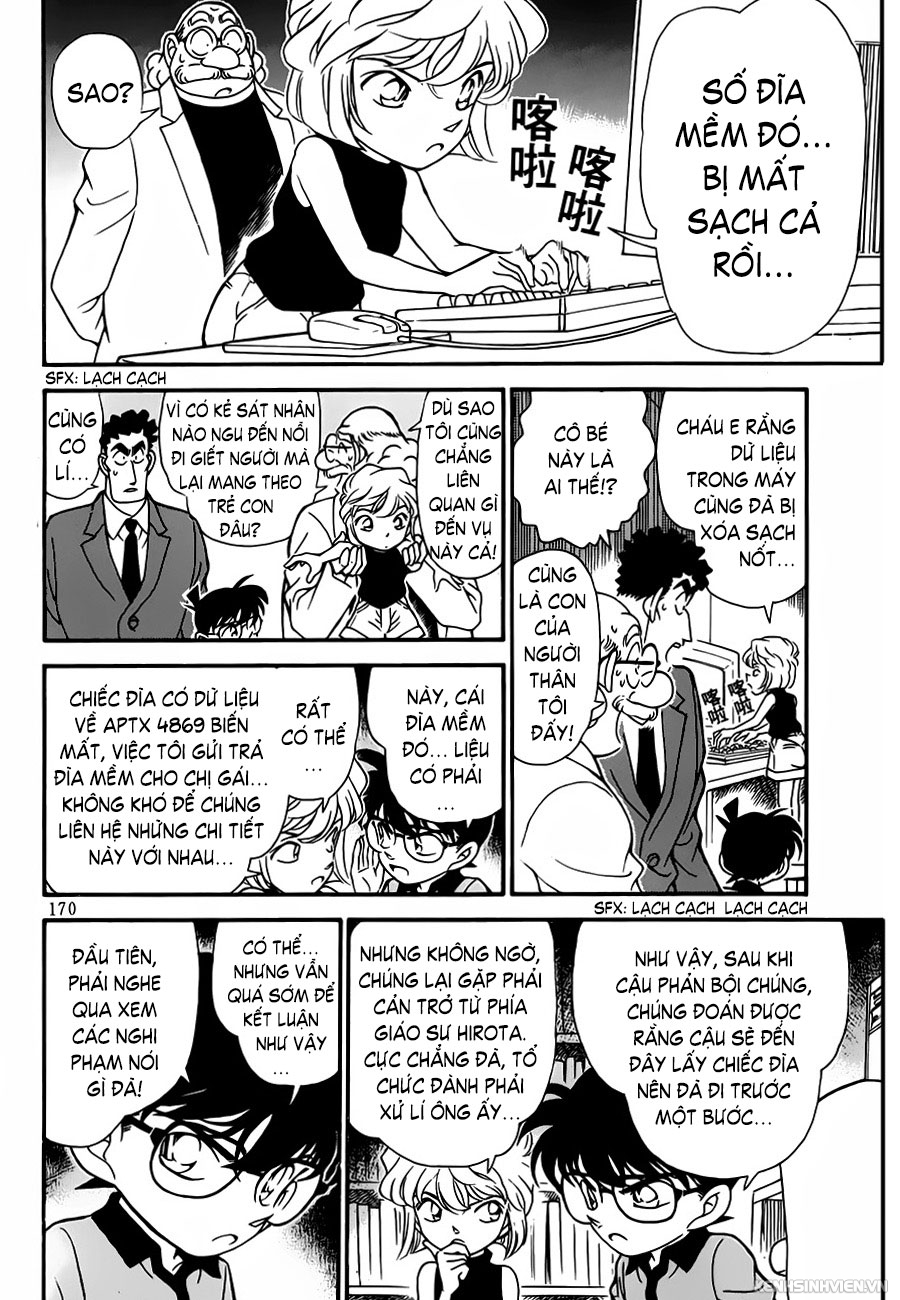 SỐ ĐĨA
MỀM ĐÓ...
BỊ MẤT
SẠCH CẢ
RỒI...
SAO?
喀啦
喀啦
SFX: LẠCH CẠCH
CHÁU E RẰNG
DỮ LIỆU
TRONG MÁY
CŨNG ĐÃ BỊ
XÓA SẠCH
NỐT...
CÔ BÉ
NÀY LÀ
AI THẾ!?
CŨNG
LÀ CON
CỦA
NGƯỜI
THÂN
TÔI
ĐẤY!
喀啦
喀啦
SFX: LẠCH CẠCH LẠCH CẠCH
DÙ SAO
TÔI CŨNG
CHẲNG
LIÊN
QUAN GÌ
ĐẾN VỤ
NÀY CẢ!
VÌ CÓ KẺ SÁT NHÂN
NÀO NGU ĐẾN NỖI
ĐI GIẾT NGƯỜI MÀ
LẠI MANG THEO
TRẺ CON
ĐÂU?
CŨNG
CÓ
LÍ...
NÀY, CÁI
ĐĨA MỀM
ĐÓ... LIỆU
CÓ PHẢI
...
RẤT
CÓ THỂ
...
CHIẾC ĐĨA CÓ DỮ LIỆU
VỀ APTX 4869 BIẾN
MẤT, VIỆC TÔI GỬI TRẢ
ĐĨA MỀM CHO CHỊ GÁI...
KHÔNG KHÓ ĐỂ CHÚNG
LIÊN HỆ NHỮNG CHI TIẾT
NÀY VỚI NHAU...
170
NHƯ VẬY, SAU KHI
CẬU PHẢN BỘI CHÚNG,
CHÚNG ĐOÁN ĐƯỢC
RẰNG CẬU SẼ ĐẾN
ĐÂY LẤY CHIẾC ĐĨA
NÊN ĐÃ ĐI TRƯỚC
MỘT BƯỚC...
NHƯNG KHÔNG NGỜ,
CHÚNG LẠI GẶP PHẢI
CẢN TRỞ TỪ PHÍA
GIÁO SƯ HIROTA.
CỰC CHẲNG ĐÃ, TỔ
CHỨC ĐÀNH PHẢI
XỬ LÍ ÔNG ẤY...
CÓ THỂ...
NHƯNG VẪN
QUÁ SỚM ĐỂ
KẾT LUẬN
NHƯ VẬY
...
ĐẦU TIÊN,
PHẢI NGHE
QUA XEM
CÁC NGHI
PHẠM NÓI
GÌ ĐÃ!
KENHSINHVIEN.VN